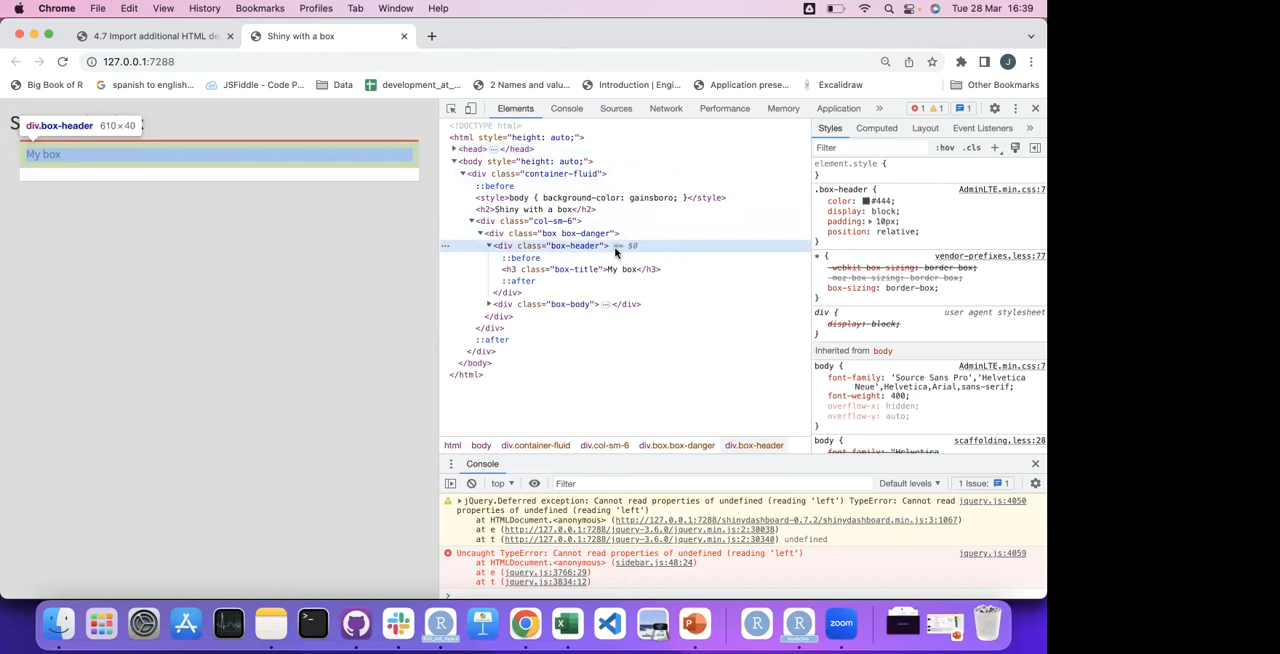 Chrome File Edit View History Bookmarks Profiles Tab Window Help Tue 28 Mar 16:39
4.7 Import additional HTML de Shiny with a box
127.0.0.1:7288
Big Book of R spanish to english... JSFiddle - Code P... Data development_at_... 2 Names and valu... Introduction | Engi... Application prese... Excalidraw Other Bookmarks
S
div.box-header 610 × 40
My box
Elements Console Sources Network Performance Memory Application » 1 1 1
<!DOCTYPE html>
<html style="height: auto;">
<head> … </head>
<body style="height: auto;">
<div class="container-fluid">
::before
<style>body { background-color: gainsboro; }</style>
<h2>Shiny with a box</h2>
<div class="col-sm-6">
<div class="box box-danger">
… <div class="box-header"> == $0
::before
<h3 class="box-title">My box</h3>
::after
</div>
<div class="box-body"> … </div>
</div>
</div>
::after
</div>
</body>
</html>
html body div.container-fluid div.col-sm-6 div.box.box-danger div.box-header
Styles Computed Layout Event Listeners »
Filter :hov .cls +
element.style {
}
.box-header { AdminLTE.min.css:7
color: #444;
display: block;
padding: 10px;
position: relative;
}
* { vendor-prefixes.less:77
-webkit-box-sizing: border-box;
-moz-box-sizing: border-box;
box-sizing: border-box;
}
div { user agent stylesheet
display: block;
}
Inherited from body
body { AdminLTE.min.css:7
font-family: 'Source Sans Pro','Helvetica
Neue',Helvetica,Arial,sans-serif;
font-weight: 400;
overflow-x: hidden;
overflow-y: auto;
}
body { scaffolding.less:28
font-family: "Helvetica
Console
top Filter Default levels 1 Issue: 1
jQuery.Deferred exception: Cannot read properties of undefined (reading 'left') TypeError: Cannot read jquery.js:4050
properties of undefined (reading 'left')
at HTMLDocument.<anonymous> (http://127.0.0.1:7288/shinydashboard-0.7.2/shinydashboard.min.js:3:1067)
at e (http://127.0.0.1:7288/jquery-3.6.0/jquery.min.js:2:30038)
at t (http://127.0.0.1:7288/jquery-3.6.0/jquery.min.js:2:30340) undefined
Uncaught TypeError: Cannot read properties of undefined (reading 'left') jquery.js:4059
at HTMLDocument.<anonymous> (sidebar.js:48:24)
at e (jquery.js:3766:29)
at t (jquery.js:3834:12)
zoom